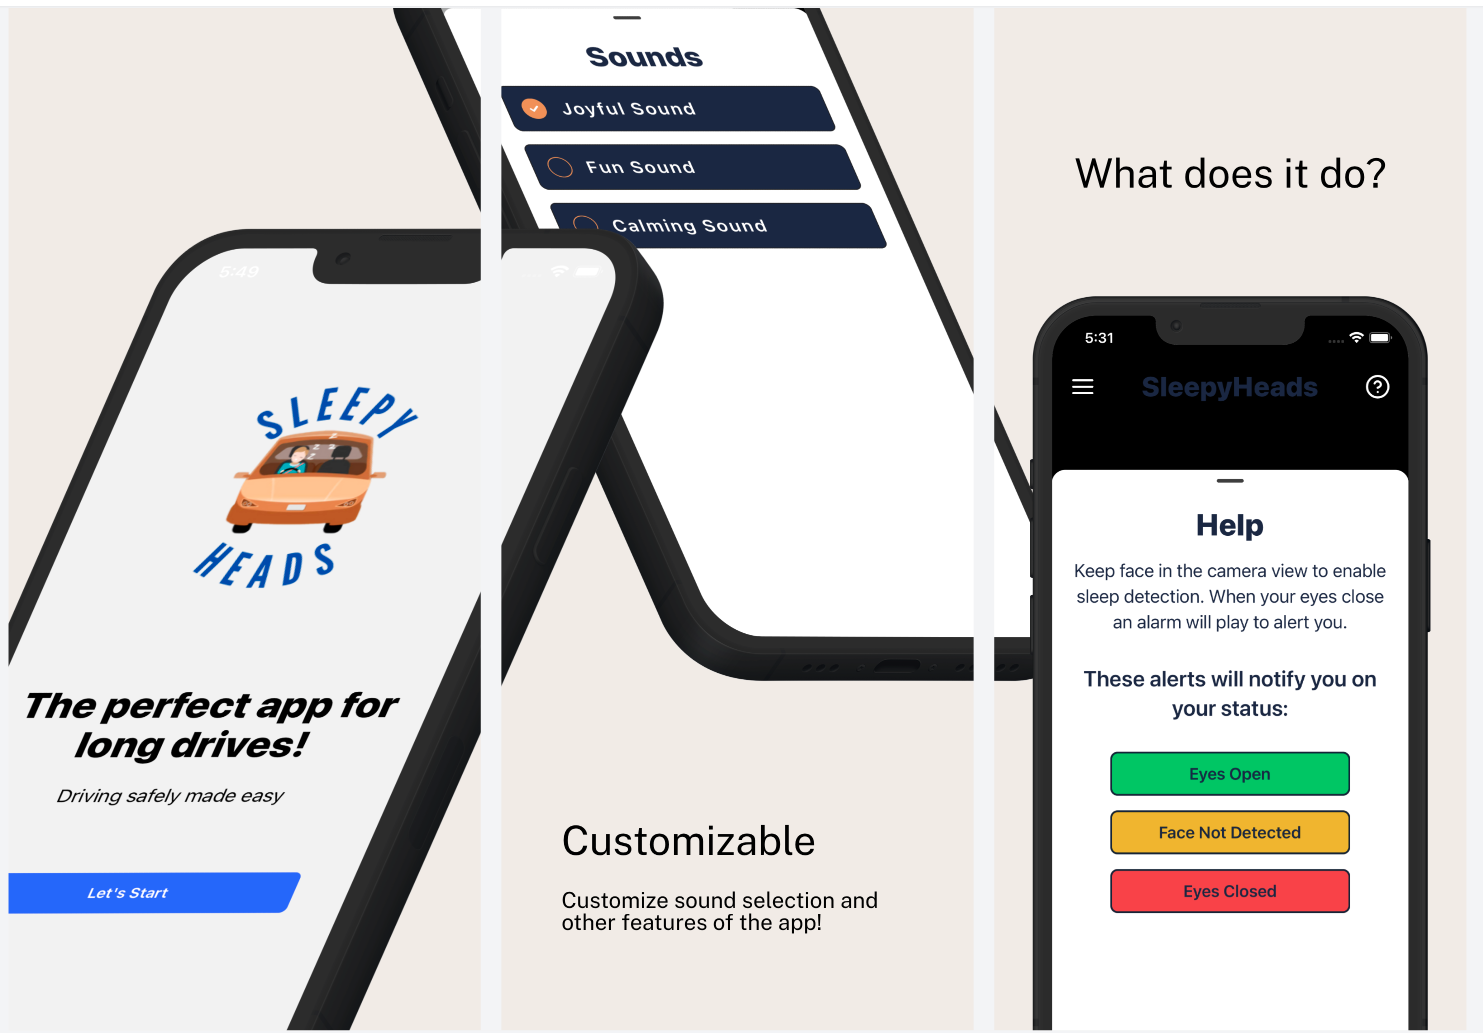 5:49
SLEEPY
HEADS
The perfect app for
long drives!
Driving safely made easy
Let's Start
Sounds
Joyful Sound
Fun Sound
Calming Sound
Customizable
Customize sound selection and
other features of the app!
What does it do?
5:31
SleepyHeads
Help
Keep face in the camera view to enable
sleep detection. When your eyes close
an alarm will play to alert you.
These alerts will notify you on
your status:
Eyes Open
Face Not Detected
Eyes Closed